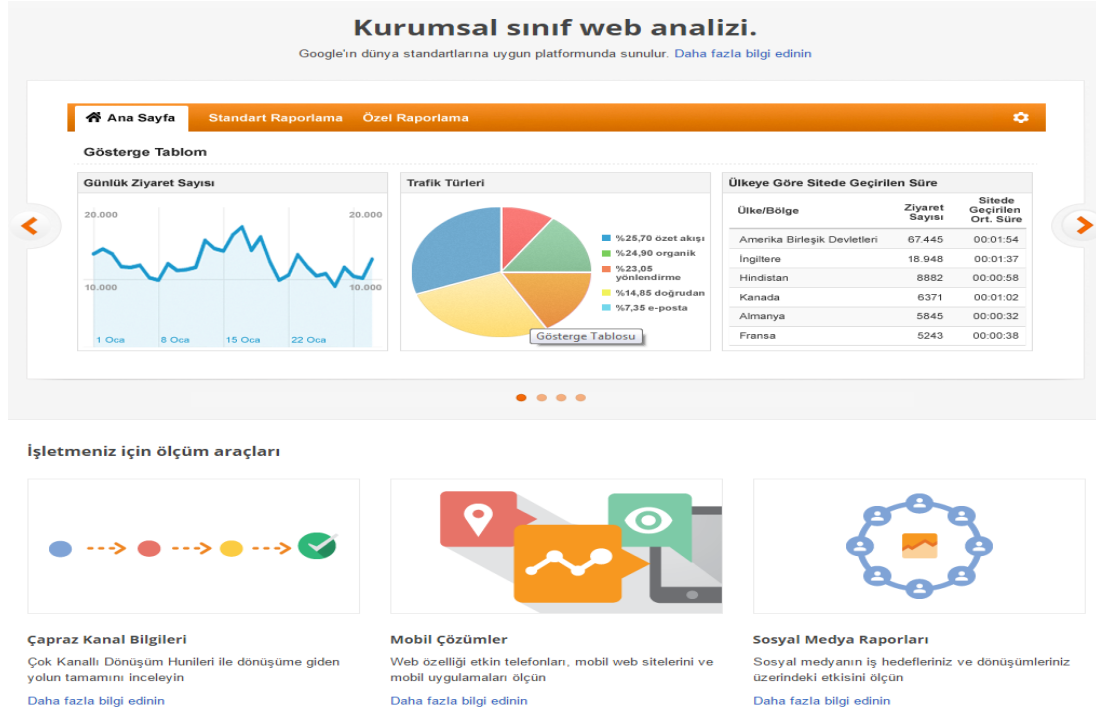 Kurumsal sınıf web analizi.
Google'ın dünya standartlarına uygun platformunda sunulur. Daha fazla bilgi edinin
Ana Sayfa
Standart Raporlama
Özel Raporlama
Gösterge Tablom
Günlük Ziyaret Sayısı
20.000
20.000
10.000
10.000
1 Oca
8 Oca
15 Oca
22 Oca
Trafik Türleri
%25,70 özet akışı
%24,90 organik
%23,05
yönlendirme
%14,85 doğrudan
%7,35 e-posta
Gösterge Tablosu
Ülkeye Göre Sitede Geçirilen Süre
Ülke/Bölge
Ziyaret
Sayısı
Sitede
Geçirilen
Ort. Süre
Amerika Birleşik Devletleri 67.445 00:01:54
İngiltere 18.948 00:01:37
Hindistan 8882 00:00:58
Kanada 6371 00:01:02
Almanya 5845 00:00:32
Fransa 5243 00:00:38
İşletmeniz için ölçüm araçları
Çapraz Kanal Bilgileri
Çok Kanallı Dönüşüm Hunileri ile dönüşüme giden
yolun tamamını inceleyin
Daha fazla bilgi edinin
Mobil Çözümler
Web özelliği etkin telefonları, mobil web sitelerini ve
mobil uygulamaları ölçün
Daha fazla bilgi edinin
Sosyal Medya Raporları
Sosyal medyanın iş hedefleriniz ve dönüşümleriniz
üzerindeki etkisini ölçün
Daha fazla bilgi edinin